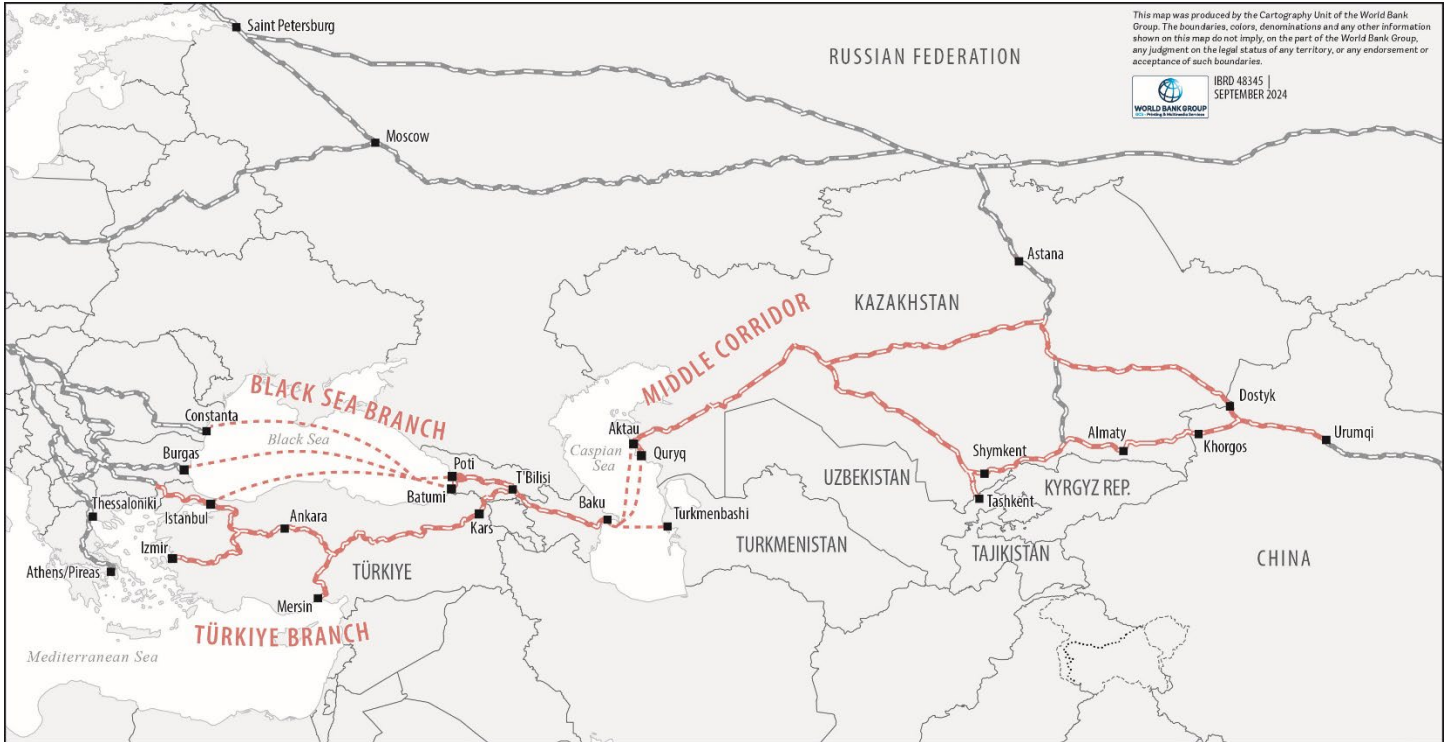 Saint Petersburg
This map was produced by the Cartography Unit of the World Bank
Group. The boundaries, colors, denominations and any other information
shown on this map do not imply, on the part of the World Bank Group,
any judgment on the legal status of any territory, or any endorsement or
acceptance of such boundaries.
RUSSIAN FEDERATION
IBRD 48345 |
SEPTEMBER 2024
WORLD BANK GROUP
Moscow
Astana
KAZAKHSTAN
MIDDLE CORRIDOR
BLACK SEA BRANCH
Constanta
Black Sea
Dostyk
Aktau
Almaty
Khorgos
Urumqi
Burgas
Caspian
Sea
Quryq
Shymkent
Poti
T'Bilisi
UZBEKISTAN
KYRGYZ REP.
Batumi
Thessaloniki
Istanbul
Baku
Tashkent
Ankara
Kars
Turkmenbashi
TURKMENISTAN
TAJIKISTAN
CHINA
Izmir
Athens/Pireas
TÜRKIYE
Mersin
TÜRKIYE BRANCH
Mediterranean Sea